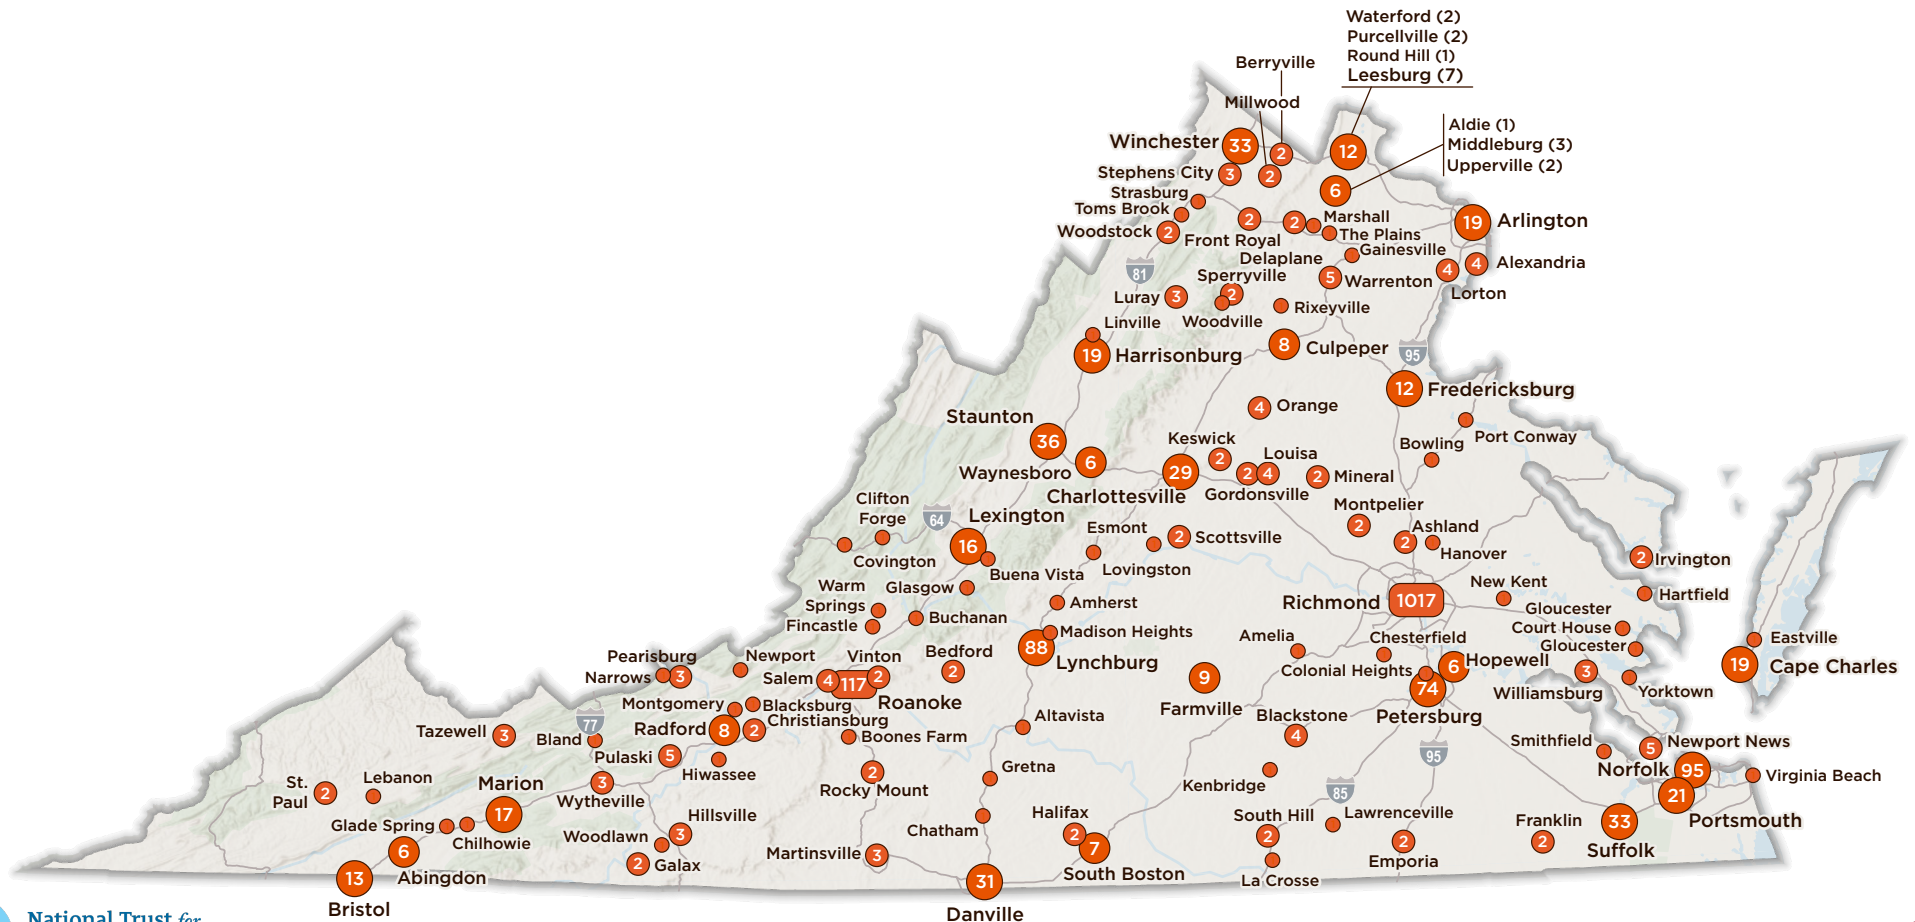 Waterford (2)
Purcellville (2)
Round Hill (1)
Leesburg (7)
Berryville
Millwood
Aldie (1)
Middleburg (3)
Upperville (2)
Winchester 33
2
12
Stephens City 3
2
6
Strasburg
Toms Brook
Woodstock 2
Front Royal 2
2
Marshall
The Plains
19 Arlington
Delaplane
Gainesville
81
Sperryville
2
5 Warrenton
4
Lorton
4 Alexandria
Luray 3
Woodville
Rixeyville
Linville
19 Harrisonburg
8 Culpeper
95
12 Fredericksburg
Staunton
36
4 Orange
Port Conway
Bowling
Keswick
2
Louisa
Waynesboro 6
29
Charlottesville
2 4
Gordonsville
2 Mineral
Montpelier
2
Clifton
Forge
64
Lexington
16
Covington
Buena Vista
Esmont
2 Scottsville
Lovingston
Ashland
2
Hanover
2 Irvington
Hartfield
Warm
Springs
Glasgow
Fincastle
Buchanan
Amherst
Madison Heights
88
Lynchburg
Richmond 1017
New Kent
Gloucester
Court House
Gloucester
Amelia
Chesterfield
Colonial Heights
6 Hopewell
74
Petersburg
3
Williamsburg
Yorktown
Eastville
19 Cape Charles
Pearisburg
Narrows 3
Newport
Salem 4 117 2
Vinton
Roanoke
Bedford
2
9
Farmville
Montgomery
Blacksburg
Christiansburg
Radford 8 2
Boones Farm
Altavista
Blackstone
4
95
Tazewell 3
77
Bland
Pulaski 5
Hiwassee
Smithfield
5
Newport News
Norfolk 95
Virginia Beach
21
Portsmouth
St.
Paul 2
Lebanon
Marion
17
3
Wytheville
2
Rocky Mount
Gretna
Kenbridge
85
Glade Spring
Chilhowie
Hillsville
3
Woodlawn
2 Galax
Chatham
Halifax
2
7
South Boston
South Hill
2
Lawrenceville
2
Emporia
Franklin
2
33
Suffolk
6
Abingdon
13
Bristol
Martinsville 3
31
Danville
La Crosse
National Trust for